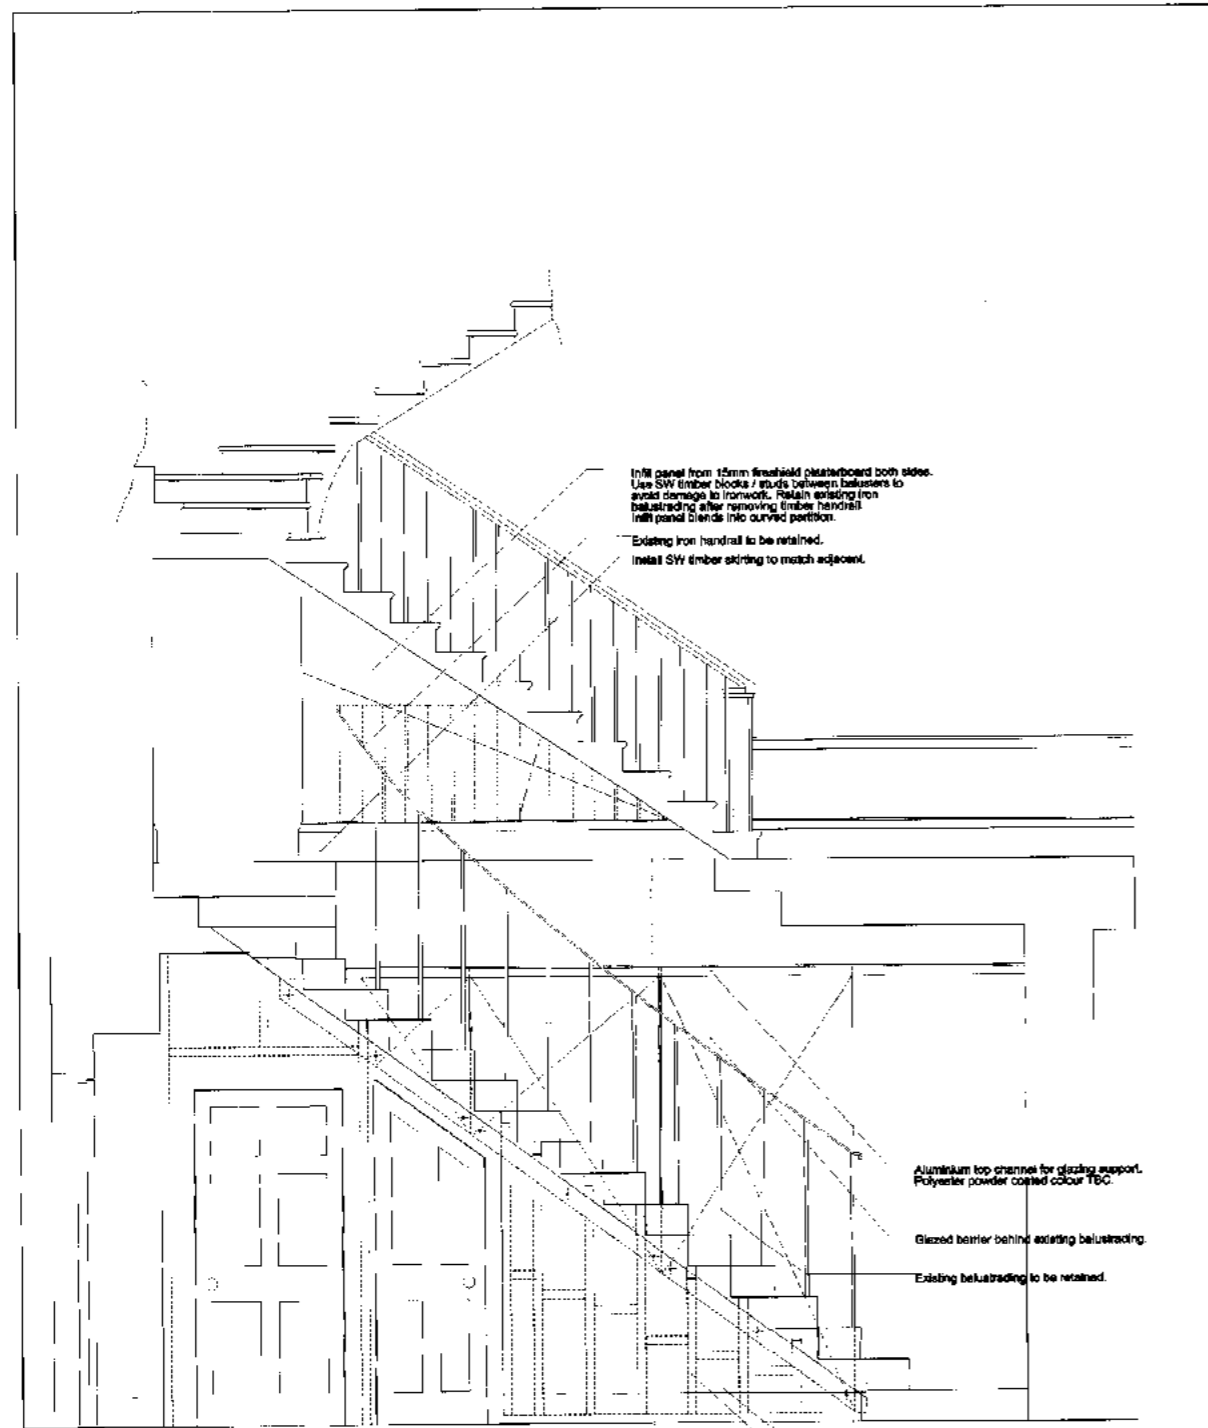 Infill panel from 15mm fireshield plasterboard both sides.
Use SW timber blocks / studs between balusters to
avoid damage to ironwork. Retain existing iron
balustrading after removing timber handrail.
Infill panel blends into curved partition.
Existing iron handrail to be retained.
Install SW timber skirting to match adjacent.
Aluminium top channel for glazing support.
Polyester powder coated colour TBC.
Glazed barrier behind existing balustrading.
Existing balustrading to be retained.